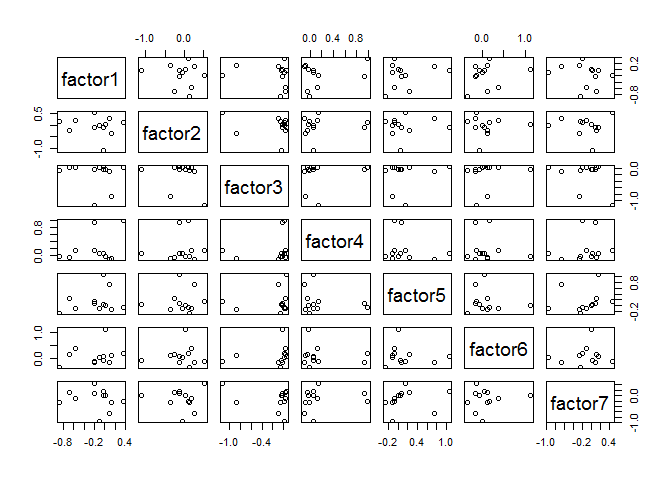 -1.0 0.0 0.0 0.4 0.8 0.0 1.0
factor1 -0.8 0.2
-1.0 0.5 factor2
factor3 -1.0 0.0
0.0 0.8 factor4
factor5 -0.2 0.8
0.0 1.0 factor6
factor7 -1.0 0.0
-0.8 -0.2 0.4 -1.0 -0.4 -0.2 0.4 1.0 -1.0 -0.2 0.4